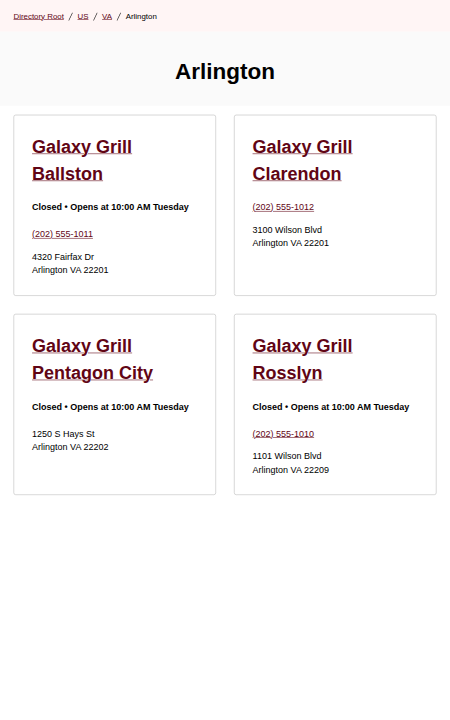 Directory Root / US / VA / Arlington
Arlington
Galaxy Grill
Ballston
Closed • Opens at 10:00 AM Tuesday
(202) 555-1011
4320 Fairfax Dr
Arlington VA 22201
Galaxy Grill
Clarendon
(202) 555-1012
3100 Wilson Blvd
Arlington VA 22201
Galaxy Grill
Pentagon City
Closed • Opens at 10:00 AM Tuesday
1250 S Hays St
Arlington VA 22202
Galaxy Grill
Rosslyn
Closed • Opens at 10:00 AM Tuesday
(202) 555-1010
1101 Wilson Blvd
Arlington VA 22209